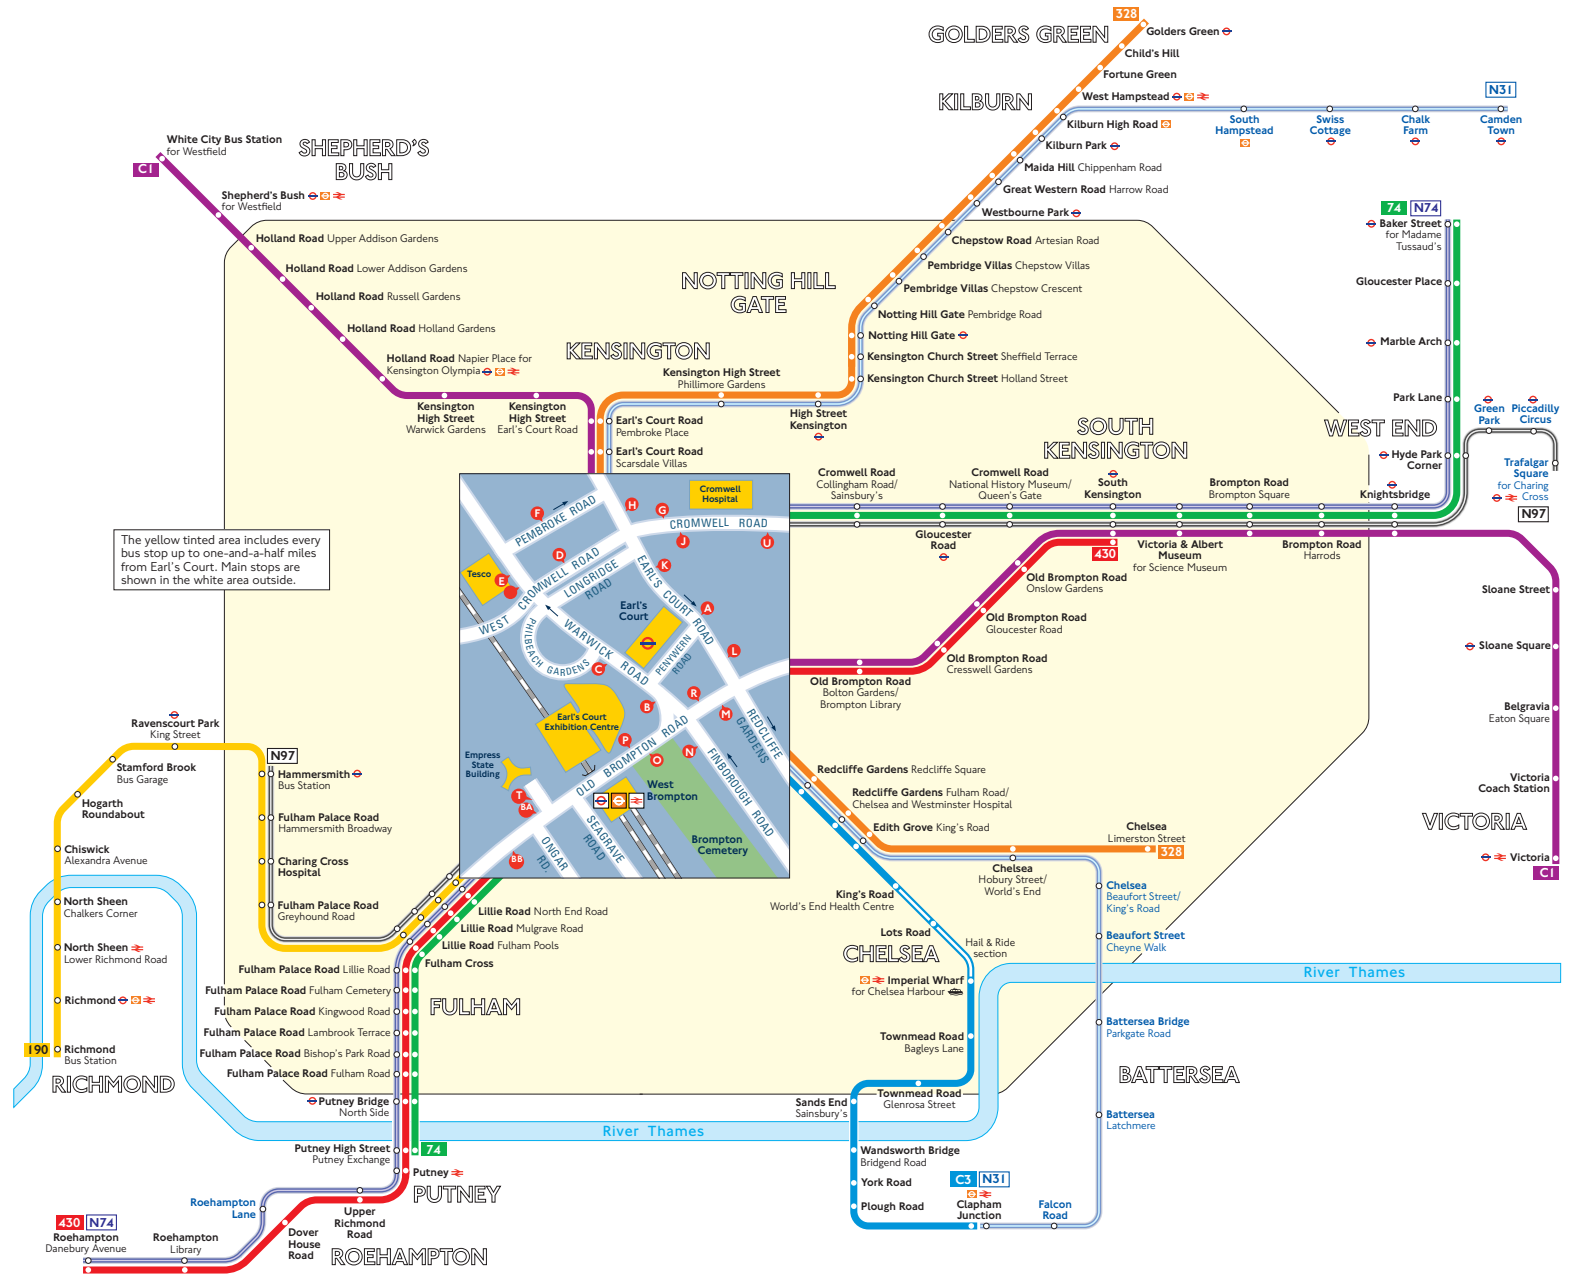 328
GOLDERS GREEN
Golders Green
Child's Hill
Fortune Green
KILBURN
West Hampstead
N31
Kilburn High Road
South
Hampstead
Swiss
Cottage
Chalk
Farm
Camden
Town
Kilburn Park
Maida Hill Chippenham Road
Great Western Road Harrow Road
Westbourne Park
Chepstow Road Artesian Road
Pembridge Villas Chepstow Villas
Pembridge Villas Chepstow Crescent
Notting Hill Gate Pembridge Road
Notting Hill Gate
Kensington Church Street Sheffield Terrace
Kensington Church Street Holland Street
NOTTING HILL
GATE
White City Bus Station
for Westfield
C1
SHEPHERD'S
BUSH
Shepherd's Bush
for Westfield
Holland Road Upper Addison Gardens
Holland Road Lower Addison Gardens
Holland Road Russell Gardens
Holland Road Holland Gardens
Holland Road Napier Place for
Kensington Olympia
KENSINGTON
Kensington
High Street
Warwick Gardens
Kensington
High Street
Earl's Court Road
Kensington High Street
Phillimore Gardens
High Street
Kensington
Earl's Court Road
Pembroke Place
Earl's Court Road
Scarsdale Villas
74
N74
Baker Street
for Madame
Tussaud's
Gloucester Place
Marble Arch
Park Lane
WEST END
Hyde Park
Corner
Green
Park
Piccadilly
Circus
Trafalgar
Square
for Charing
Cross
N97
Knightsbridge
SOUTH
KENSINGTON
Cromwell Road
Collingham Road/
Sainsbury's
Cromwell Road
National History Museum/
Queen's Gate
South
Kensington
Brompton Road
Brompton Square
Gloucester
Road
430
Victoria & Albert
Museum
for Science Museum
Brompton Road
Harrods
Old Brompton Road
Onslow Gardens
Old Brompton Road
Gloucester Road
Old Brompton Road
Cresswell Gardens
Old Brompton Road
Bolton Gardens/
Brompton Library
Sloane Street
Sloane Square
Belgravia
Eaton Square
Victoria
Coach Station
VICTORIA
Victoria
C1
The yellow tinted area includes every
bus stop up to one-and-a-half miles
from Earl's Court. Main stops are
shown in the white area outside.
Cromwell
Hospital
F
H
G
PEMBROKE ROAD
CROMWELL ROAD
J
U
D
K
Tesco
E
WEST CROMWELL ROAD
LONGRIDGE
ROAD
EARL'S COURT ROAD
Earl's
Court
A
PHILBEACH GARDENS
WARWICK ROAD
PENYWERN
ROAD
L
C
R
B
M
Earl's Court
Exhibition Centre
REDCLIFFE
GARDENS
P
O
N
OLD BROMPTON ROAD
FINBOROUGH ROAD
Empress
State
Building
T
BA
West
Brompton
Brompton
Cemetery
ONGAR
RD.
SEAGRAVE
ROAD
BB
Ravenscourt Park
King Street
Stamford Brook
Bus Garage
Hogarth
Roundabout
Chiswick
Alexandra Avenue
North Sheen
Chalkers Corner
North Sheen
Lower Richmond Road
Richmond
190
Richmond
Bus Station
RICHMOND
N97
Hammersmith
Bus Station
Fulham Palace Road
Hammersmith Broadway
Charing Cross
Hospital
Fulham Palace Road
Greyhound Road
Lillie Road North End Road
Lillie Road Mulgrave Road
Lillie Road Fulham Pools
Fulham Cross
Fulham Palace Road Lillie Road
Fulham Palace Road Fulham Cemetery
Fulham Palace Road Kingwood Road
Fulham Palace Road Lambrook Terrace
Fulham Palace Road Bishop's Park Road
Fulham Palace Road Fulham Road
FULHAM
Putney Bridge
North Side
River Thames
Putney High Street
Putney Exchange
74
Putney
PUTNEY
Roehampton
Lane
Upper
Richmond
Road
Dover
House
Road
430
N74
Roehampton
Danebury Avenue
Roehampton
Library
ROEHAMPTON
Redcliffe Gardens Redcliffe Square
Redcliffe Gardens Fulham Road/
Chelsea and Westminster Hospital
Edith Grove King's Road
Chelsea
Limerston Street
328
Chelsea
Hobury Street/
World's End
King's Road
World's End Health Centre
Lots Road
CHELSEA
Hail & Ride
section
Imperial Wharf
for Chelsea Harbour
Townmead Road
Bagleys Lane
Townmead Road
Glenrosa Street
Sands End
Sainsbury's
Wandsworth Bridge
Bridgend Road
York Road
Plough Road
C3
N31
Clapham
Junction
Falcon
Road
Chelsea
Beaufort Street/
King's Road
Beaufort Street
Cheyne Walk
River Thames
Battersea Bridge
Parkgate Road
BATTERSEA
Battersea
Latchmere